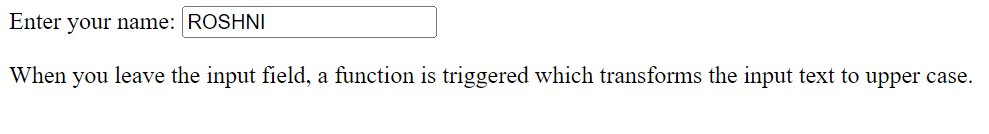 Enter your name: ROSHNI
When you leave the input field, a function is triggered which transforms the input text to upper case.